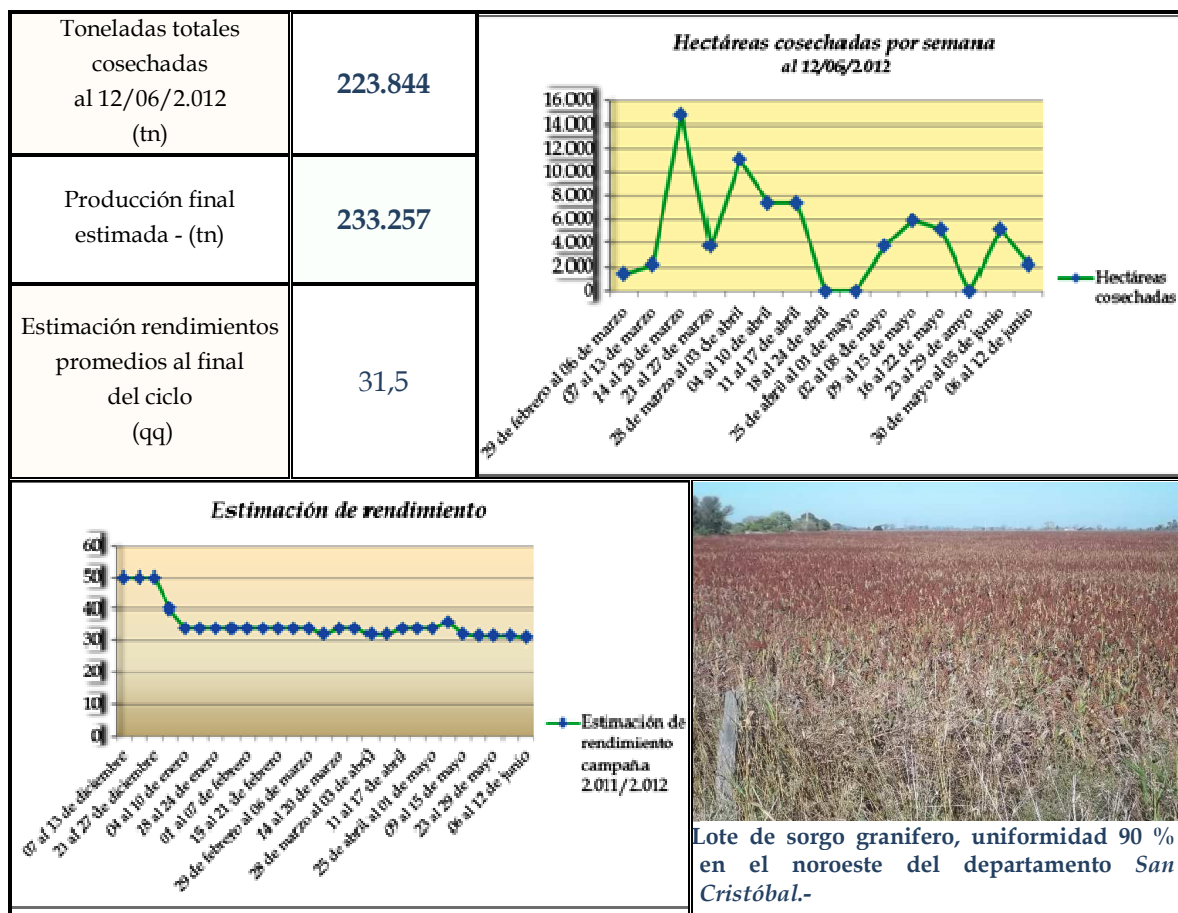 Toneladas totales
cosechadas
al 12/06/2.012
(tn)
223.844
Producción final
estimada - (tn)
233.257
Estimación rendimientos
promedios al final
del ciclo
(qq)
31,5
Hectáreas cosechadas por semana
al 12/06/2012
16.000
14.000
12.000
10.000
8.000
6.000
4.000
2.000
0
29 de febrero al 06 de marzo
07 al 13 de marzo
14 al 20 de marzo
21 al 27 de marzo
28 de marzo al 03 de abril
04 al 10 de abril
11 al 17 de abril
18 al 24 de abril
25 de abril al 01 de mayo
02 al 08 de mayo
09 al 15 de mayo
16 al 22 de mayo
23 al 29 de amyo
30 de mayo al 05 de junio
06 al 12 de junio
Hectáreas
cosechadas
Estimación de rendimiento
60
50
40
30
20
10
0
07 al 13 de diciembre
21 al 27 de diciembre
04 al 10 de enero
18 al 24 de enero
01 al 07 de febrero
15 al 21 de febrero
29 de febrero al 06 de marzo
14 al 20 de marzo
28 de marzo al 03 de abril
11 al 17 de abril
25 de abril al 01 de mayo
09 al 15 de mayo
23 al 29 de mayo
06 al 12 de junio
Estimación de
rendimiento
campaña
2.011/2.012
Lote de sorgo granifero, uniformidad 90 %
en el noroeste del departamento San
Cristóbal.-